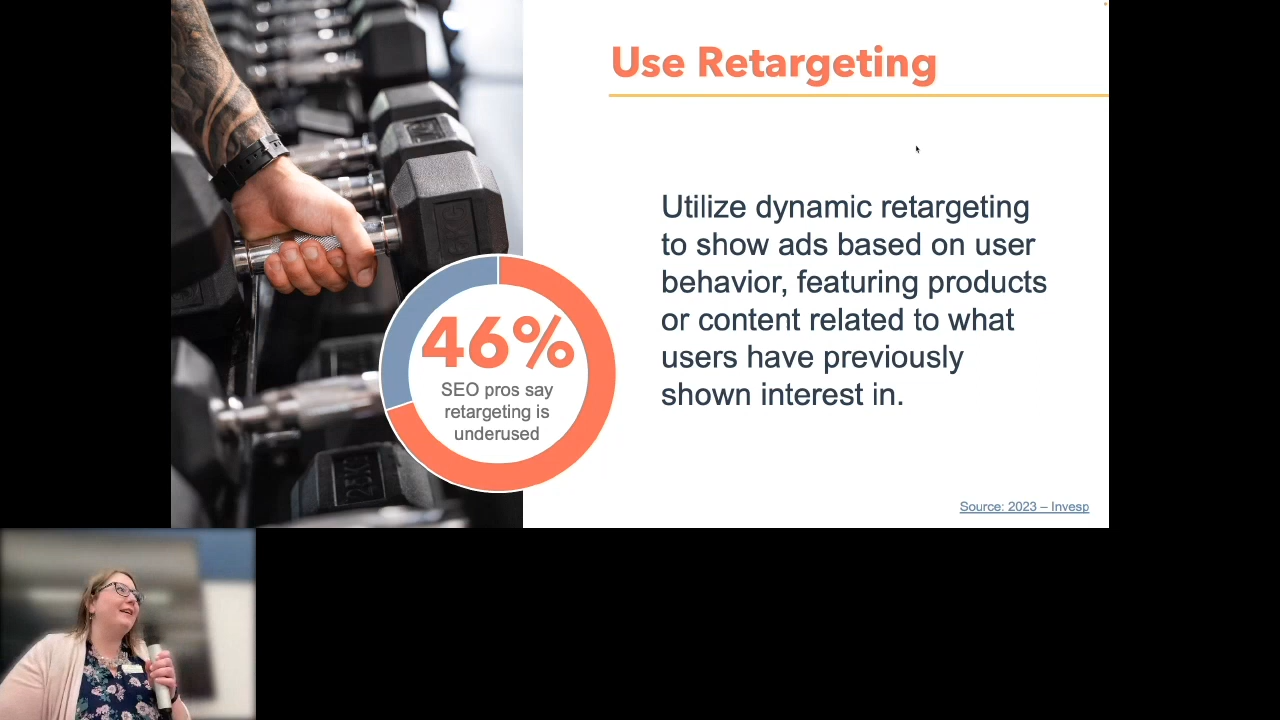 Use Retargeting
Utilize dynamic retargeting
to show ads based on user
behavior, featuring products
or content related to what
users have previously
shown interest in.
46%
SEO pros say
retargeting is
underused
Source: 2023 – Invesp